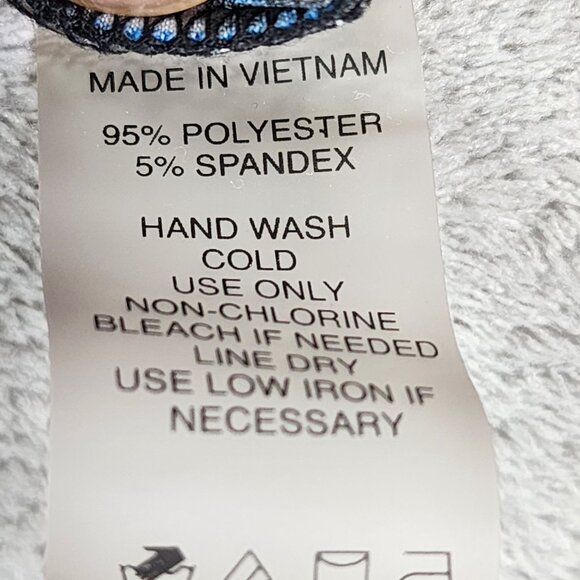 MADE IN VIETNAM
95% POLYESTER
5% SPANDEX
HAND WASH
COLD
USE ONLY
NON-CHLORINE
BLEACH IF NEEDED
LINE DRY
USE LOW IRON IF
NECESSARY